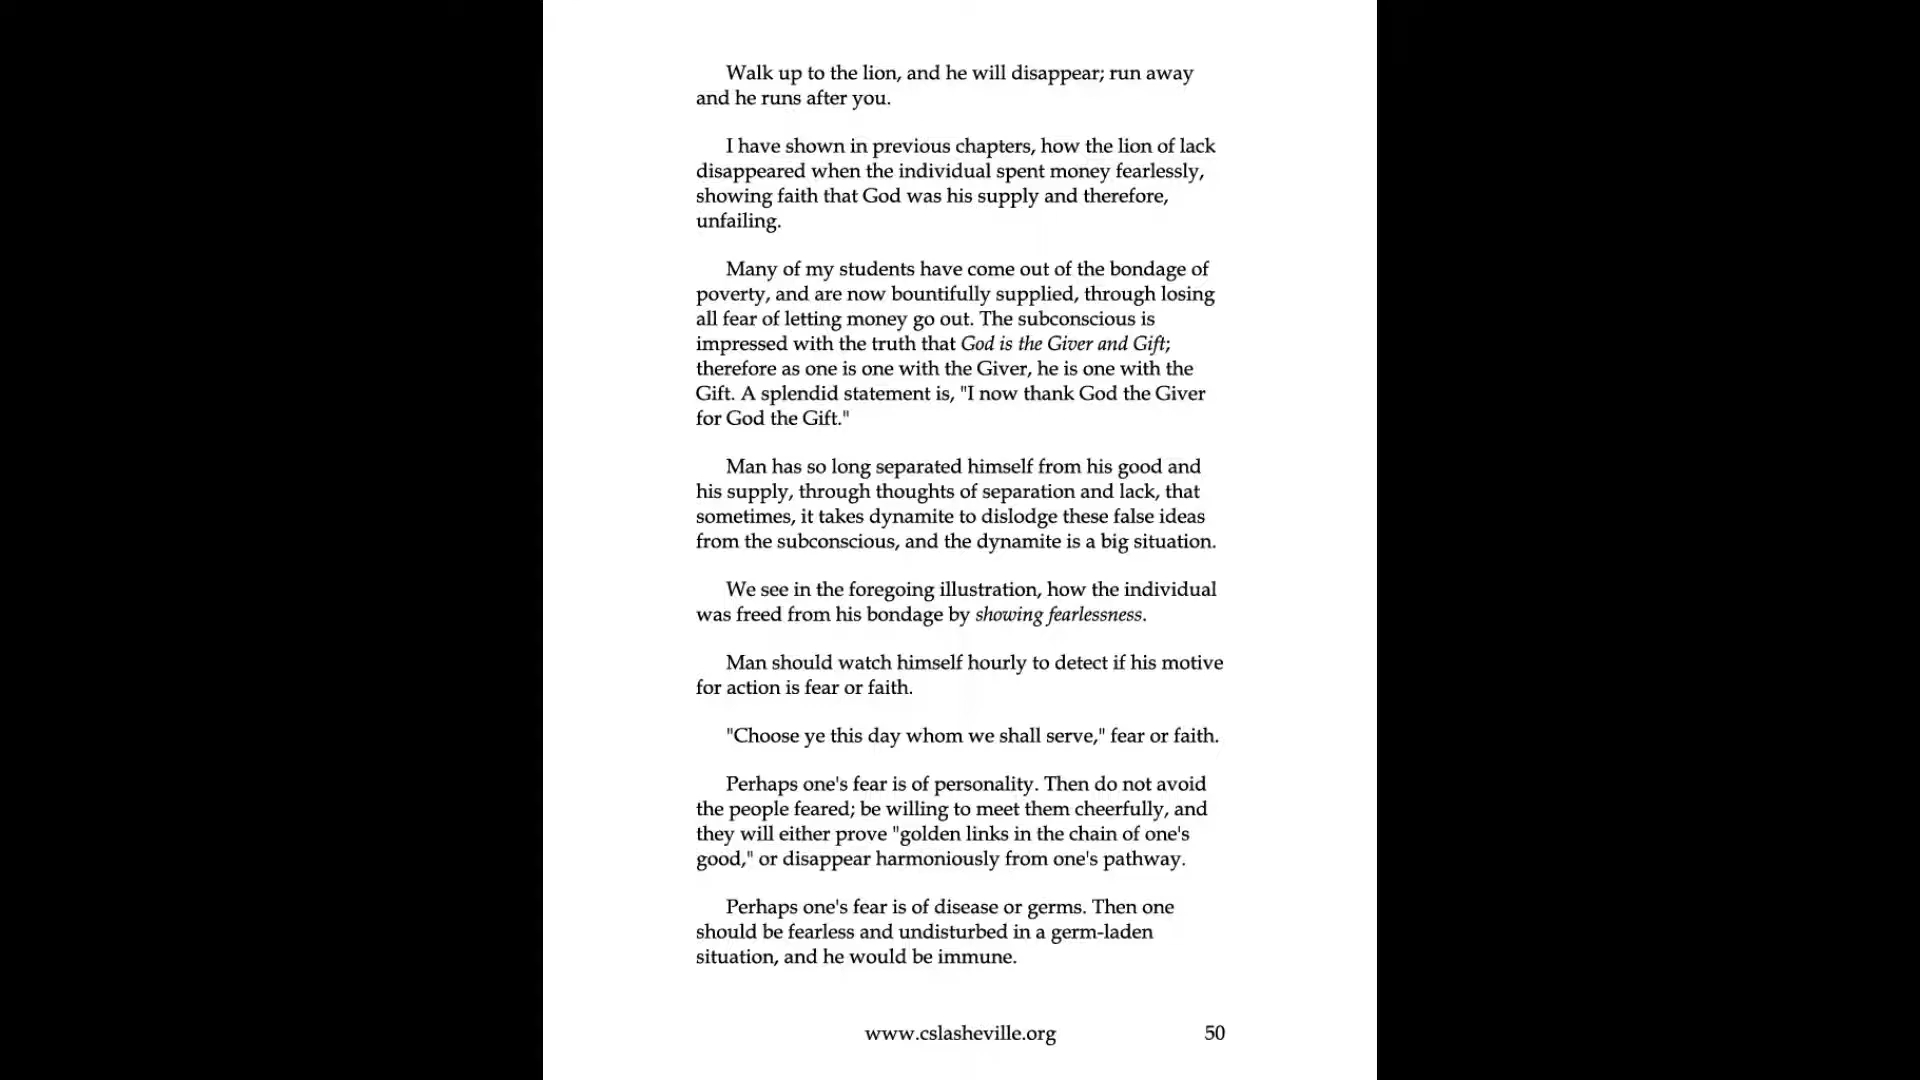 Walk up to the lion, and he will disappear; run away
and he runs after you.
I have shown in previous chapters, how the lion of lack
disappeared when the individual spent money fearlessly,
showing faith that God was his supply and therefore,
unfailing.
Many of my students have come out of the bondage of
poverty, and are now bountifully supplied, through losing
all fear of letting money go out. The subconscious is
impressed with the truth that God is the Giver and Gift;
therefore as one is one with the Giver, he is one with the
Gift. A splendid statement is, "I now thank God the Giver
for God the Gift."
Man has so long separated himself from his good and
his supply, through thoughts of separation and lack, that
sometimes, it takes dynamite to dislodge these false ideas
from the subconscious, and the dynamite is a big situation.
We see in the foregoing illustration, how the individual
was freed from his bondage by showing fearlessness.
Man should watch himself hourly to detect if his motive
for action is fear or faith.
"Choose ye this day whom we shall serve," fear or faith.
Perhaps one's fear is of personality. Then do not avoid
the people feared; be willing to meet them cheerfully, and
they will either prove "golden links in the chain of one's
good," or disappear harmoniously from one's pathway.
Perhaps one's fear is of disease or germs. Then one
should be fearless and undisturbed in a germ-laden
situation, and he would be immune.
www.cslasheville.org 50